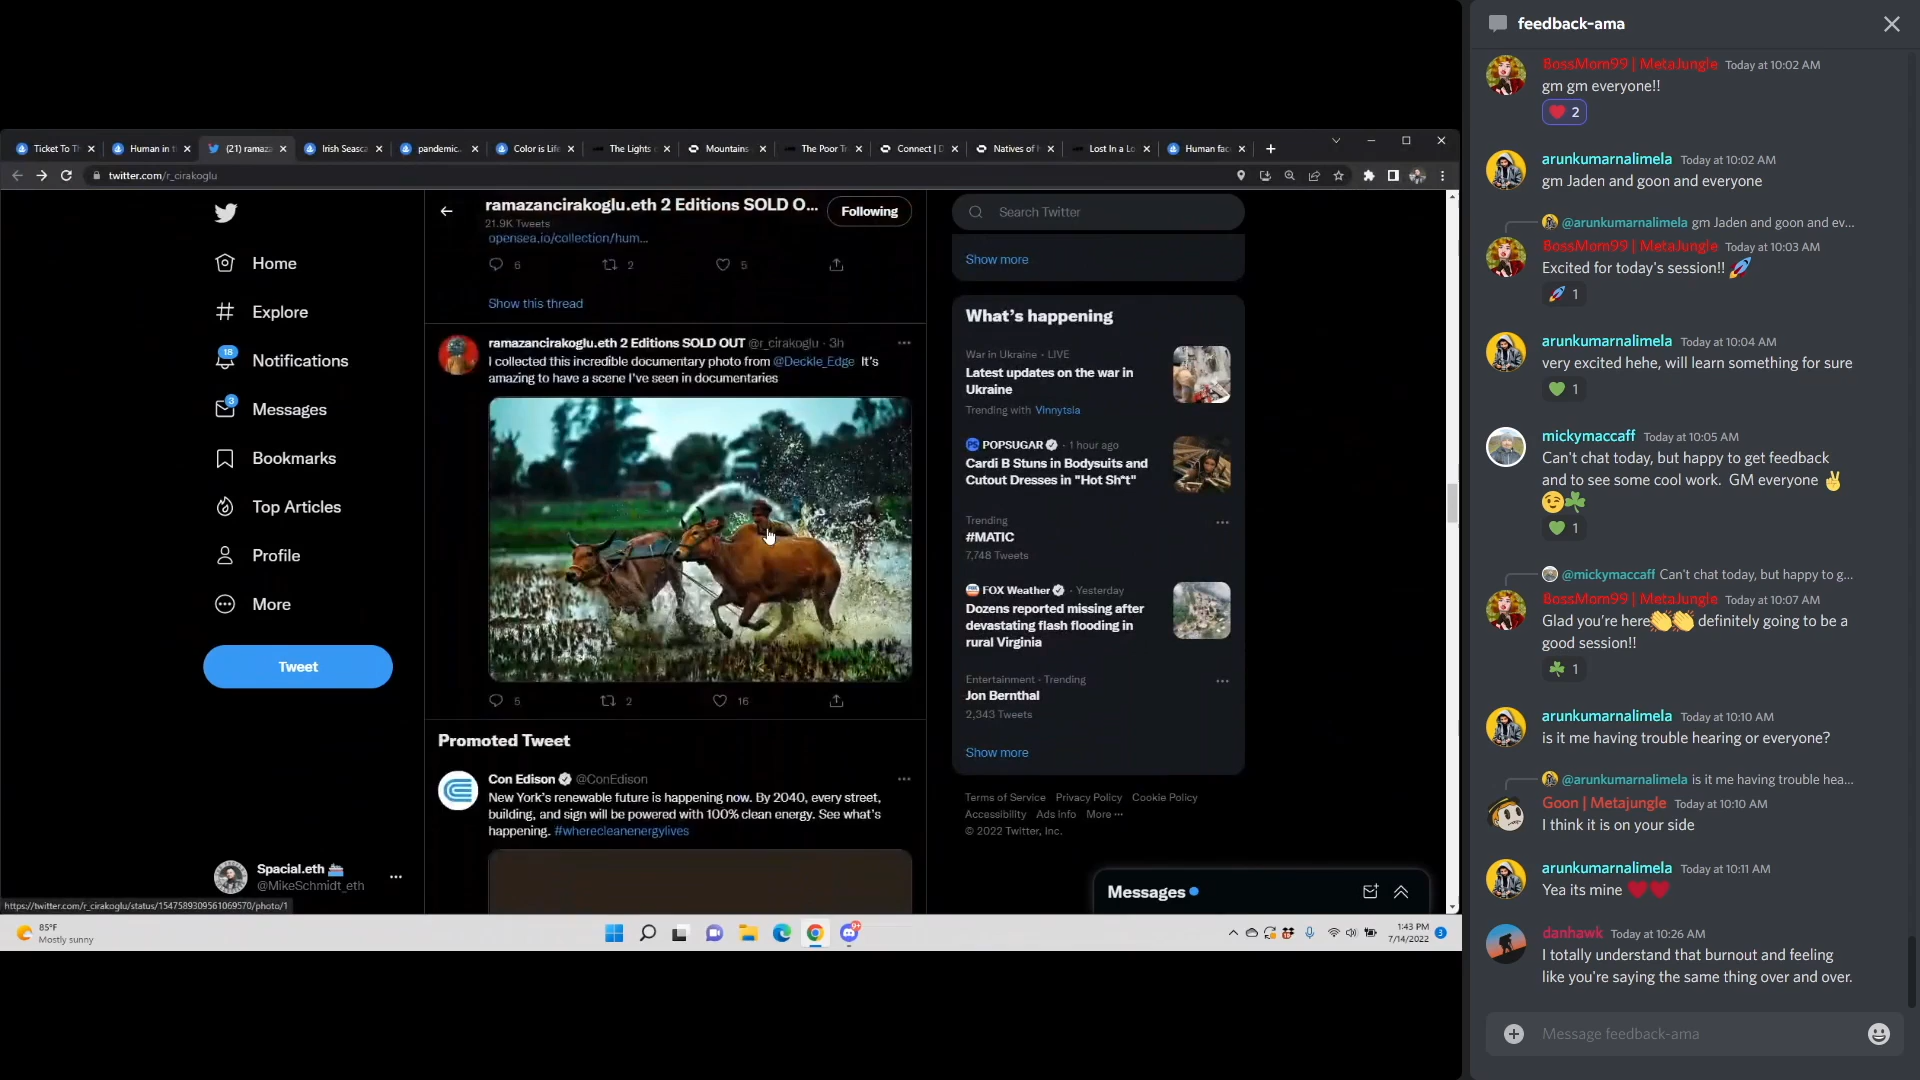 Ticket To Th
Human in t
(21) ramaz
Irish Seasca
pandemic.
Color is Life
The Lights
Mountains
The Poor Tr
Connect | D
Natives of
Lost In a Lo
Human fac
twitter.com/r_cirakoglu
ramazancirakoglu.eth 2 Editions SOLD O...
21.9K Tweets
Following
Home
Explore
18
Notifications
3
Messages
Bookmarks
Top Articles
Profile
More
Tweet
Spacial.eth
@MikeSchmidt_eth
opensea.io/collection/hum...
6
2
5
Show this thread
ramazancirakoglu.eth 2 Editions SOLD OUT @r_cirakoglu · 3h
I collected this incredible documentary photo from @Deckle_Edge It's
amazing to have a scene I've seen in documentaries
5
2
16
Promoted Tweet
Con Edison @ConEdison
New York's renewable future is happening now. By 2040, every street,
building, and sign will be powered with 100% clean energy. See what's
happening. #wherecleanenergylives
Search Twitter
Show more
What's happening
War in Ukraine · LIVE
Latest updates on the war in
Ukraine
Trending with Vinnytsia
POPSUGAR · 1 hour ago
Cardi B Stuns in Bodysuits and
Cutout Dresses in "Hot Sh*t"
Trending
#MATIC
7,748 Tweets
FOX Weather · Yesterday
Dozens reported missing after
devastating flash flooding in
rural Virginia
Entertainment · Trending
Jon Bernthal
2,343 Tweets
Show more
Terms of Service Privacy Policy Cookie Policy
Accessibility Ads info More ···
© 2022 Twitter, Inc.
Messages
https://twitter.com/r_cirakoglu/status/1547589309561069570/photo/1
85°F
Mostly sunny
9+
1:43 PM
7/14/2022
3
feedback-ama
BossMom99 | MetaJungle Today at 10:02 AM
gm gm everyone!!
2
arunkumarnalimela Today at 10:02 AM
gm Jaden and goon and everyone
@arunkumarnalimela gm Jaden and goon and ev...
BossMom99 | MetaJungle Today at 10:03 AM
Excited for today's session!!
1
arunkumarnalimela Today at 10:04 AM
very excited hehe, will learn something for sure
1
mickymaccaff Today at 10:05 AM
Can't chat today, but happy to get feedback
and to see some cool work. GM everyone
1
@mickymaccaff Can't chat today, but happy to g...
BossMom99 | MetaJungle Today at 10:07 AM
Glad you're here definitely going to be a
good session!!
1
arunkumarnalimela Today at 10:10 AM
is it me having trouble hearing or everyone?
@arunkumarnalimela is it me having trouble hea...
Goon | Metajungle Today at 10:10 AM
I think it is on your side
arunkumarnalimela Today at 10:11 AM
Yea its mine
danhawk Today at 10:26 AM
I totally understand that burnout and feeling
like you're saying the same thing over and over.
Message feedback-ama